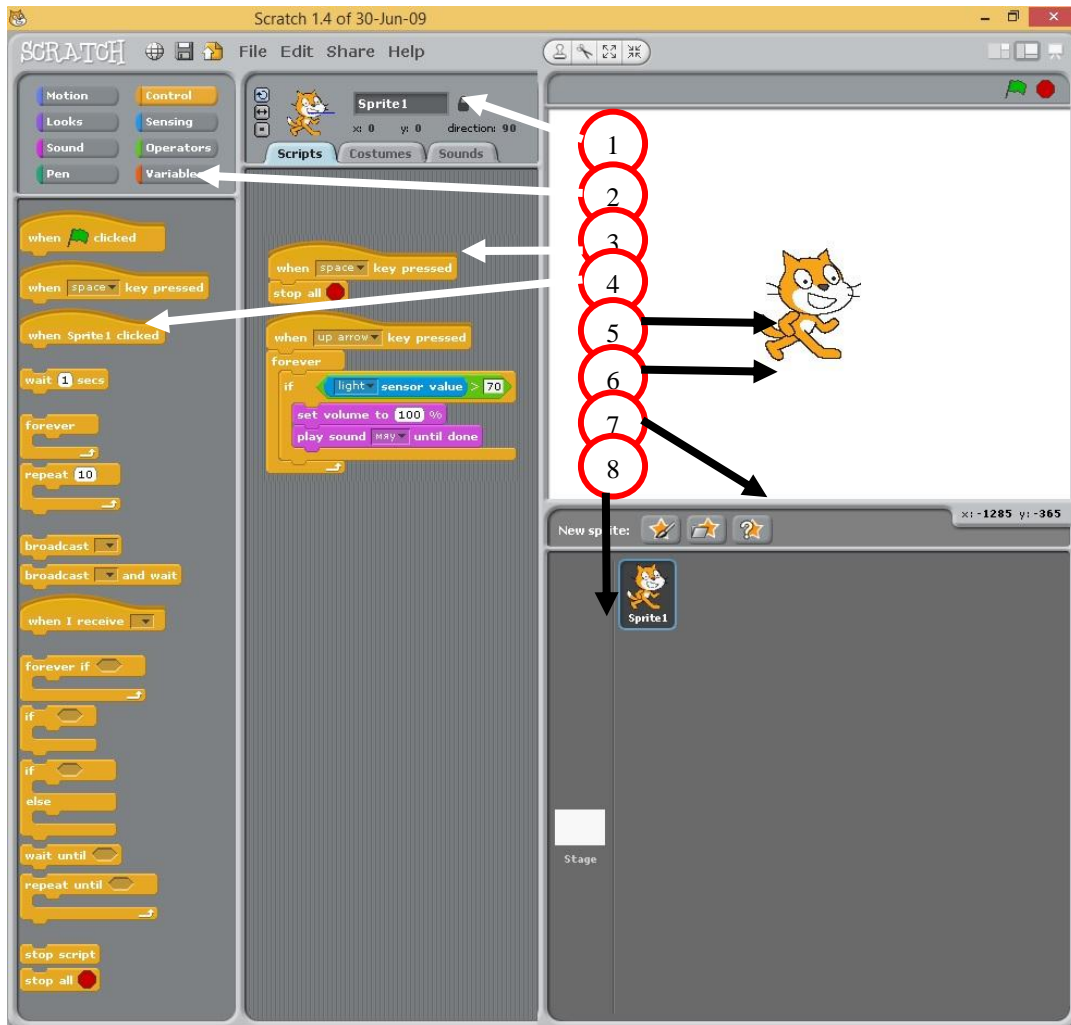 Scratch 1.4 of 30-Jun-09
SCRATCH File Edit Share Help
Motion Control
Looks Sensing
Sound Operators
Pen Variables
Sprite1
x: 0 y: 0 direction: 90
Scripts Costumes Sounds
when clicked
when space key pressed
when Sprite1 clicked
wait 1 secs
forever
repeat 10
broadcast
broadcast and wait
when I receive
forever if
if
if
else
wait until
repeat until
stop script
stop all
when space key pressed
stop all
when up arrow key pressed
forever
if light sensor value > 70
set volume to 100 %
play sound мяу until done
1
2
3
4
5
6
7
8
x: -1285 y: -365
New sprite:
Sprite1
Stage